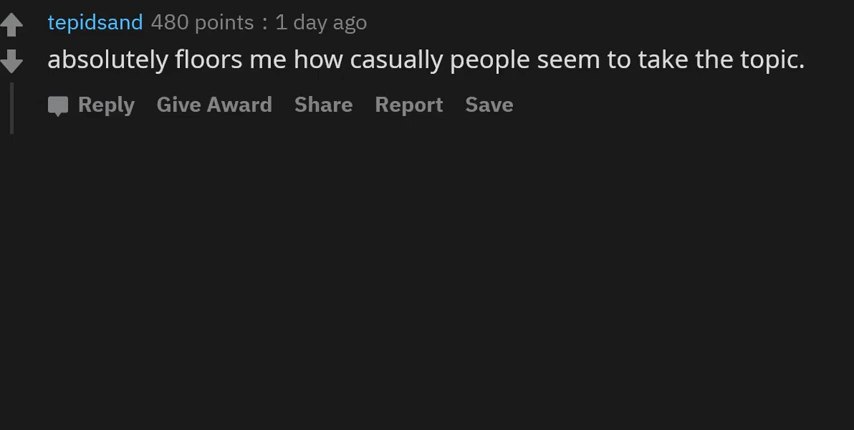 tepidsand 480 points : 1 day ago
absolutely floors me how casually people seem to take the topic.
Reply Give Award Share Report Save